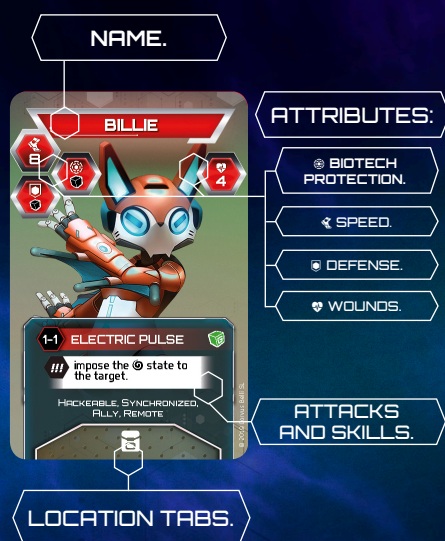 NAME.
BILLIE
ATTRIBUTES:
8
4
BIOTECH
PROTECTION.
SPEED.
DEFENSE.
WOUNDS.
1-1 ELECTRIC PULSE
!!! impose the state to
the target.
HACKEABLE, SYNCHRONIZED,
ALLY, REMOTE
ATTACKS
AND SKILLS.
LOCATION TABS.